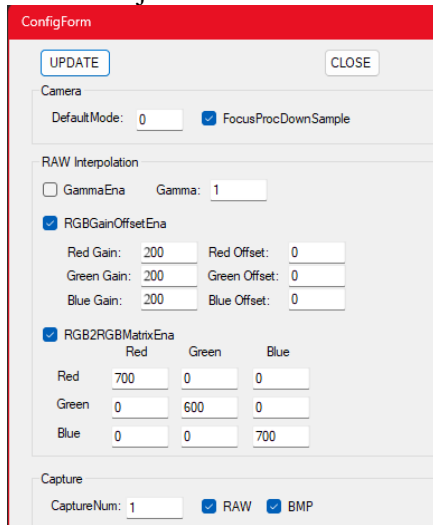 ConfigForm
UPDATE CLOSE
Camera
DefaultMode: 0 FocusProcDownSample
RAW Interpolation
GammaEna Gamma: 1
RGBGainOffsetEna
Red Gain: 200 Red Offset: 0
Green Gain: 200 Green Offset: 0
Blue Gain: 200 Blue Offset: 0
RGB2RGBMatrixEna
Red Green Blue
Red 700 0 0
Green 0 600 0
Blue 0 0 700
Capture
CaptureNum: 1 RAW BMP